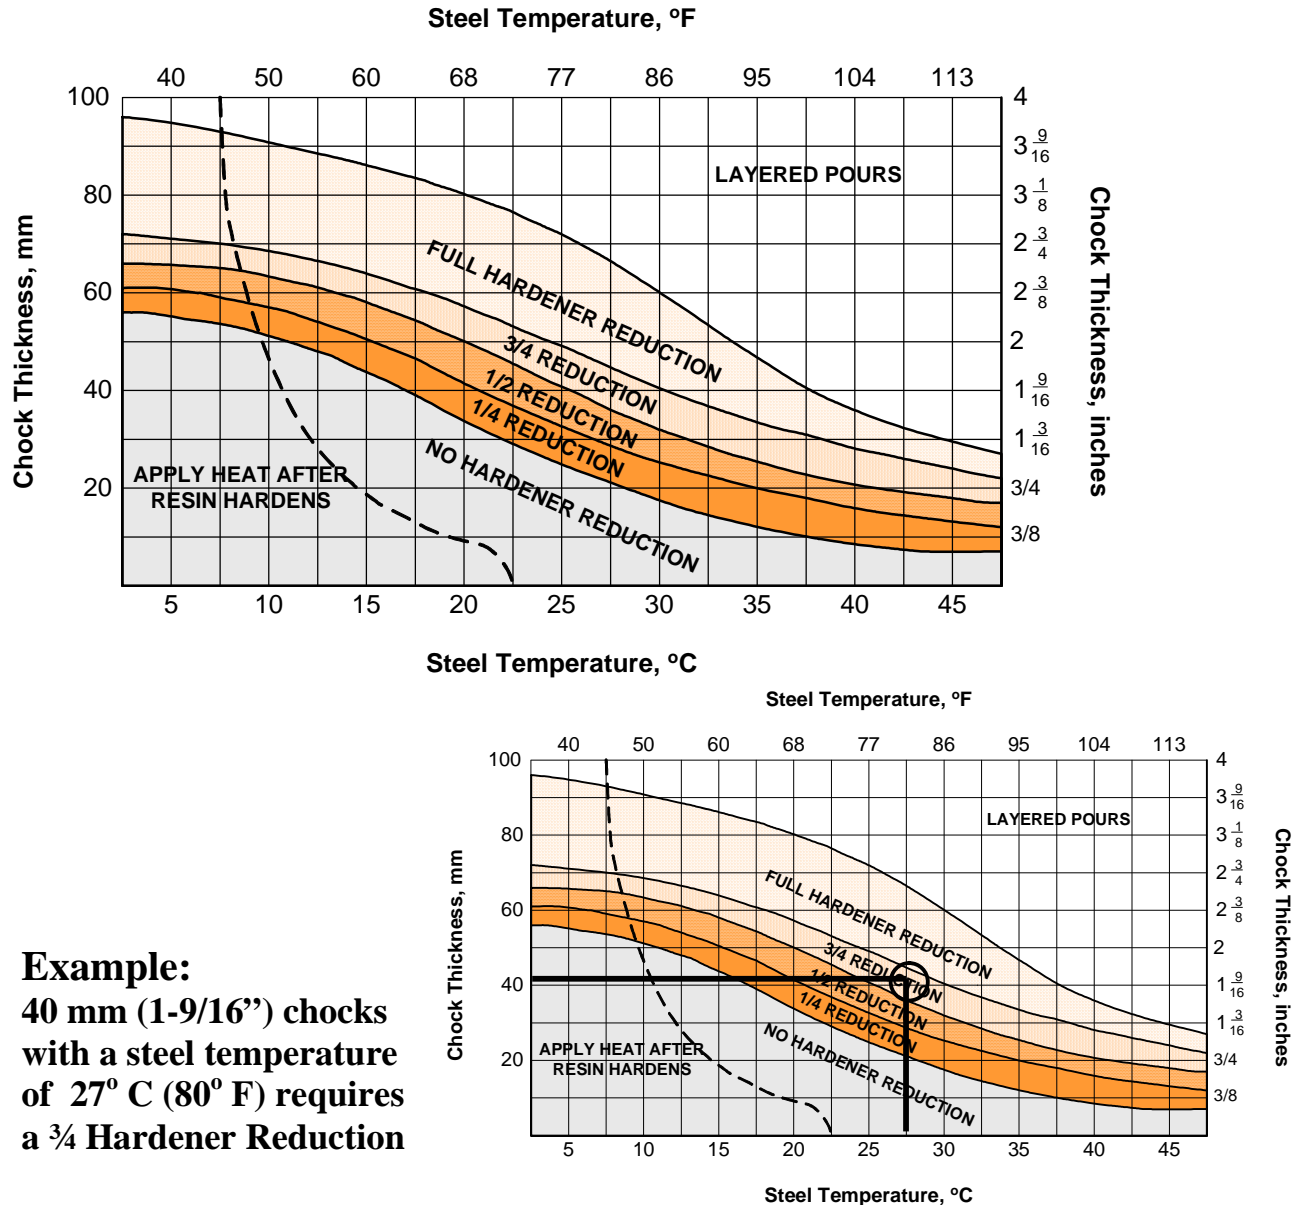 Steel Temperature, ºF
40 50 60 68 77 86 95 104 113
100 4
3 9/16
LAYERED POURS
80 3 1/8
2 3/4
FULL HARDENER REDUCTION
60 2 3/8
2
3/4 REDUCTION
1/2 REDUCTION
40 1 9/16
1/4 REDUCTION
1 3/16
NO HARDENER REDUCTION
APPLY HEAT AFTER
RESIN HARDENS
20 3/4
3/8
Chock Thickness, mm
Chock Thickness, inches
5 10 15 20 25 30 35 40 45
Steel Temperature, ºC
Steel Temperature, ºF
40 50 60 68 77 86 95 104 113
100 4
3 9/16
LAYERED POURS
80 3 1/8
2 3/4
FULL HARDENER REDUCTION
60 2 3/8
2
3/4 REDUCTION
1/2 REDUCTION
40 1 9/16
1/4 REDUCTION
1 3/16
NO HARDENER REDUCTION
APPLY HEAT AFTER
RESIN HARDENS
20 3/4
3/8
Chock Thickness, mm
Chock Thickness, inches
5 10 15 20 25 30 35 40 45
Steel Temperature, ºC
Example:
40 mm (1-9/16”) chocks
with a steel temperature
of 27º C (80º F) requires
a ¾ Hardener Reduction